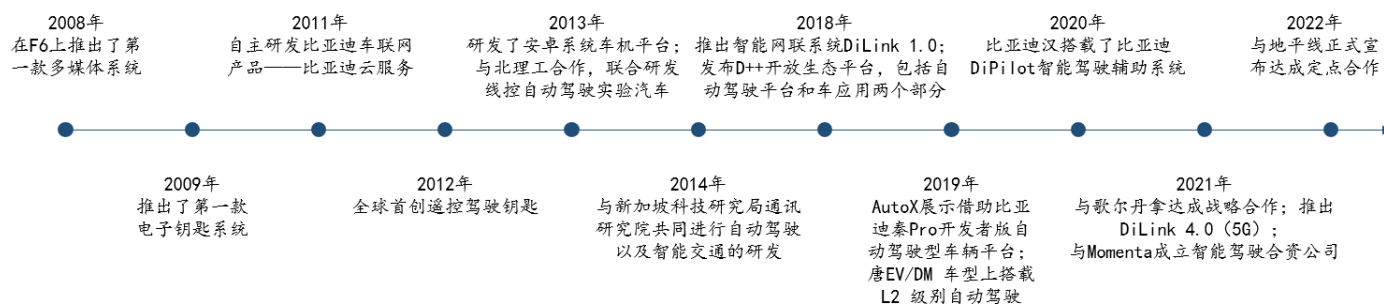 2008年
在F6上推出了第
一款多媒体系统
2011年
自主研发比亚迪车联网
产品——比亚迪云服务
2013年
研发了安卓系统车机平台；
与北理工合作，联合研发
线控自动驾驶实验汽车
2018年
推出智能网联系统DiLink 1.0；
发布D++开放生态平台，包括自
动驾驶平台和车应用两个部分
2020年
比亚迪汉搭载了比亚迪
DiPilot智能驾驶辅助系统
2022年
与地平线正式宣
布达成定点合作
2009年
推出了第一款
电子钥匙系统
2012年
全球首创遥控驾驶钥匙
2014年
与新加坡科技研究局通讯
研究院共同进行自动驾驶
以及智能交通的研发
2019年
AutoX展示借助比亚
迪秦Pro开发者版自
动驾驶型车辆平台；
唐EV/DM 车型上搭载
L2 级别自动驾驶
2021年
与歌尔丹拿达成战略合作；推出
DiLink 4.0（5G）；
与Momenta成立智能驾驶合资公司